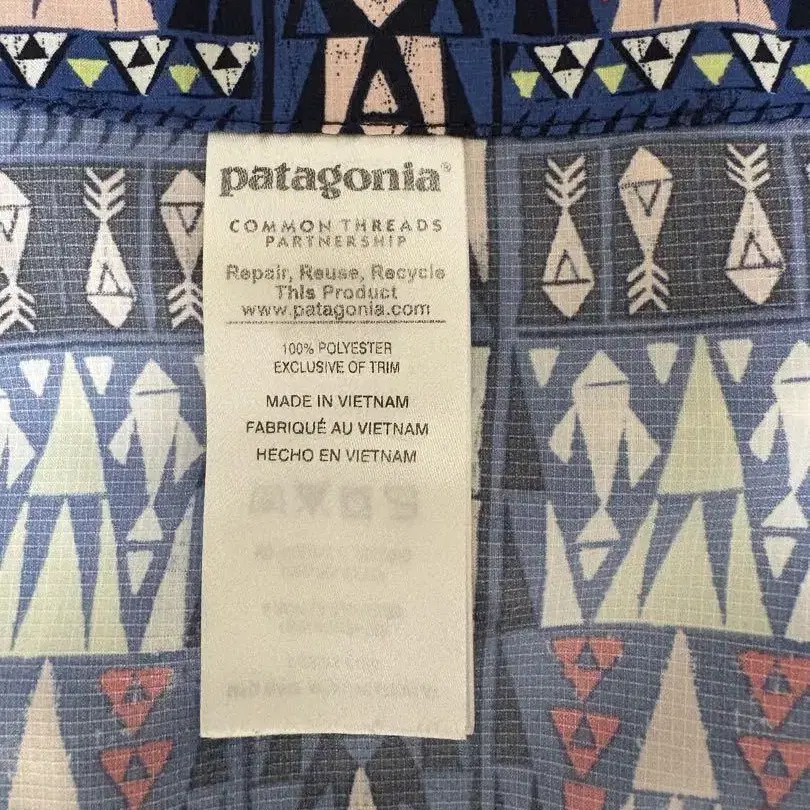 patagonia®
COMMON THREADS
PARTNERSHIP
Repair, Reuse, Recycle
This Product
www.patagonia.com
100% POLYESTER
EXCLUSIVE OF TRIM
MADE IN VIETNAM
FABRIQUÉ AU VIETNAM
HECHO EN VIETNAM